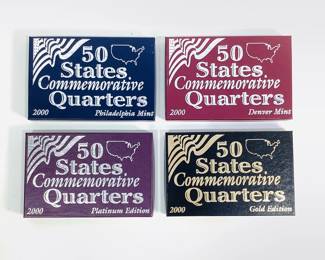 50
States
Commemorative
Quarters
2000 Philadelphia Mint
50
States
Commemorative
Quarters
2000 Denver Mint
50
States
Commemorative
Quarters
2000 Platinum Edition
50
States
Commemorative
Quarters
2000 Gold Edition